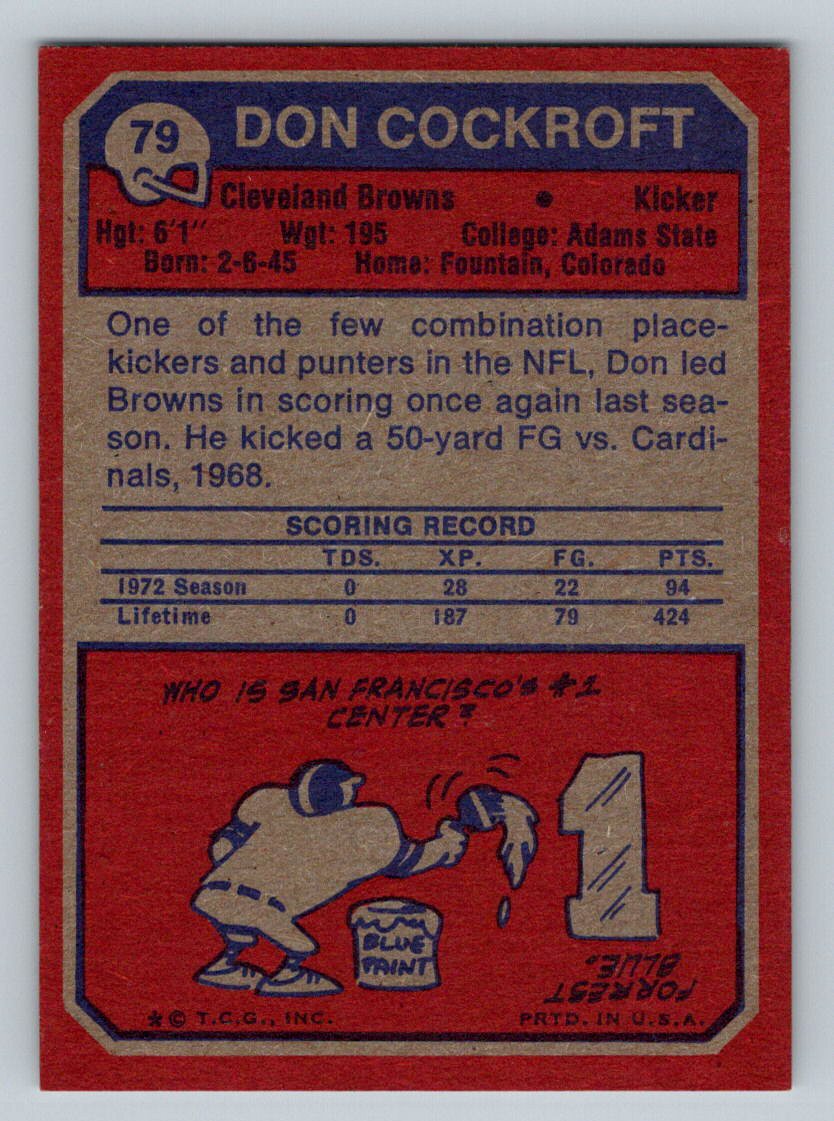 79
DON COCKROFT
Cleveland Browns • Kicker
Hgt: 6'1" Wgt: 195 College: Adams State
Born: 2-6-45 Home: Fountain, Colorado
One of the few combination place-
kickers and punters in the NFL, Don led
Browns in scoring once again last sea-
son. He kicked a 50-yard FG vs. Cardi-
nals, 1968.
SCORING RECORD
TDS. XP. FG. PTS.
1972 Season 0 28 22 94
Lifetime 0 187 79 424
WHO IS SAN FRANCISCO'S #1
CENTER?
1
BLUE
PAINT
FORREST
BLUE.
* © T.C.G., INC. PRTD. IN U.S.A.